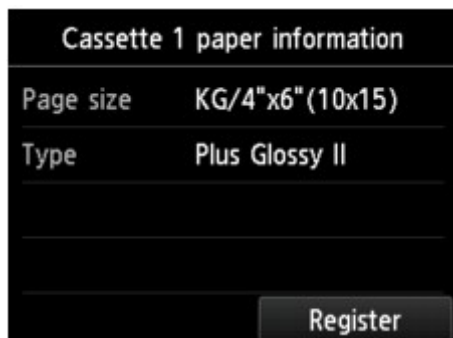 Cassette 1 paper information
Page size KG/4"x6"(10x15)
Type Plus Glossy II
Register